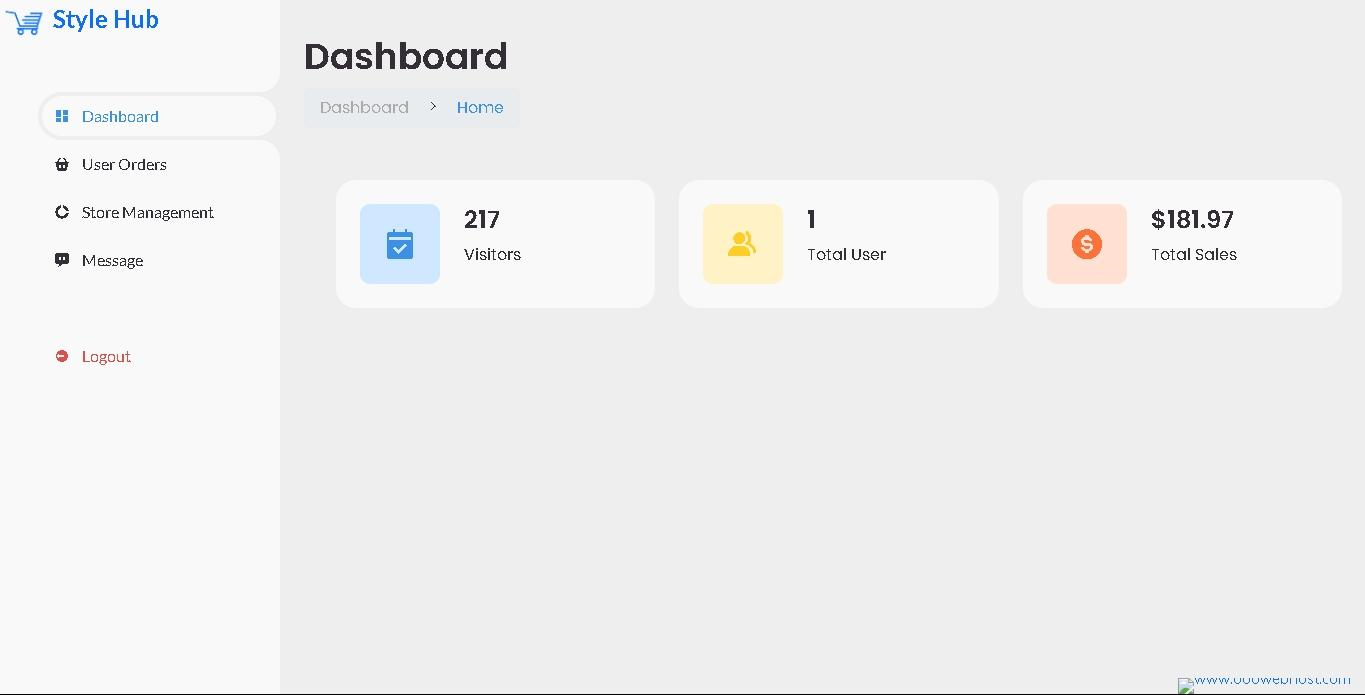 Style Hub
Dashboard
User Orders
Store Management
Message
Logout
Dashboard
Dashboard > Home
217
Visitors
1
Total User
$181.97
Total Sales